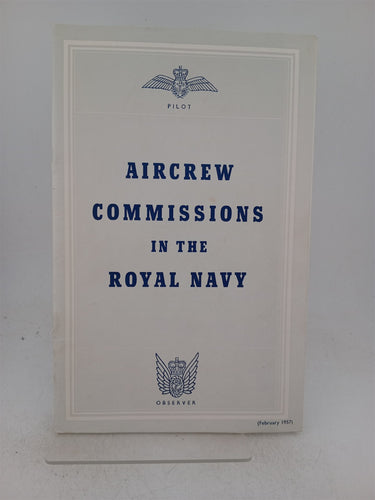 PILOT
AIRCREW
COMMISSIONS
IN THE
ROYAL NAVY
OBSERVER
(February 1957)